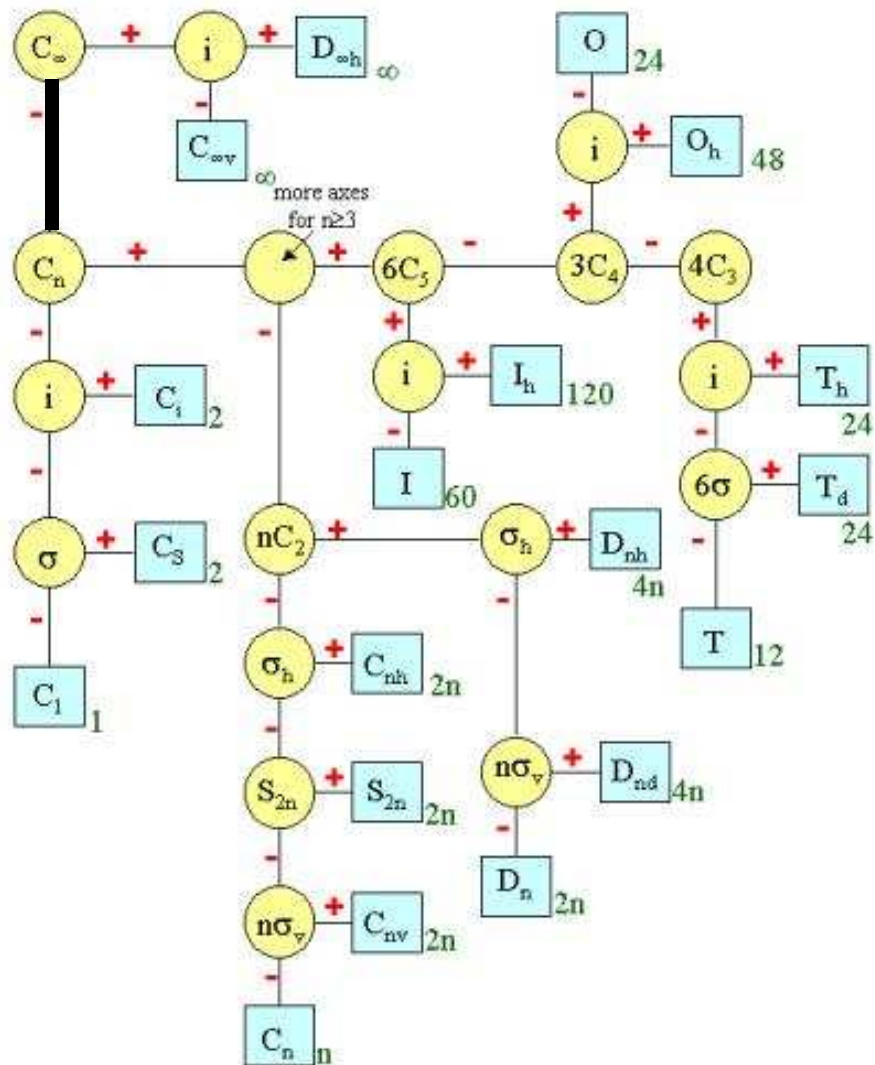 C∞ + i + D∞h ∞
-
-
C∞v ∞
O 24
-
i + Oh 48
+
more axes
for n≥3
Cn + + 6C5 - 3C4 - 4C3
-
-
+
+
i + Ci 2
i + Ih 120
i + Th 24
-
-
-
I 60
6σ + Td 24
-
T 12
σ + CS 2
-
C1 1
nC2 + σh + Dnh 4n
-
-
σh + Cnh 2n
-
S2n + S2n 2n
nσv + Dnd 4n
-
-
Dn 2n
nσv + Cnv 2n
-
Cn n